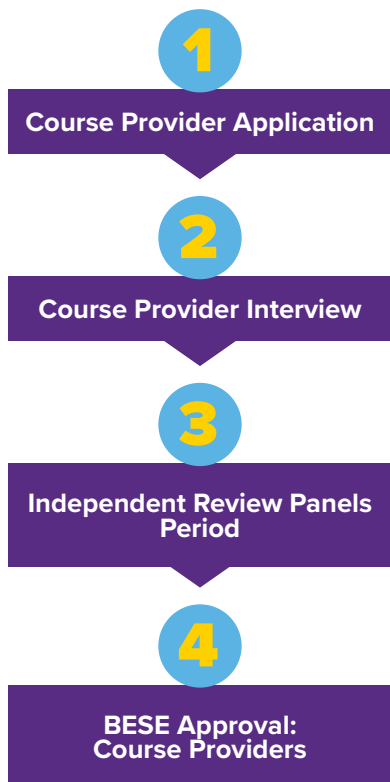 1
Course Provider Application
2
Course Provider Interview
3
Independent Review Panels
Period
4
BESE Approval:
Course Providers